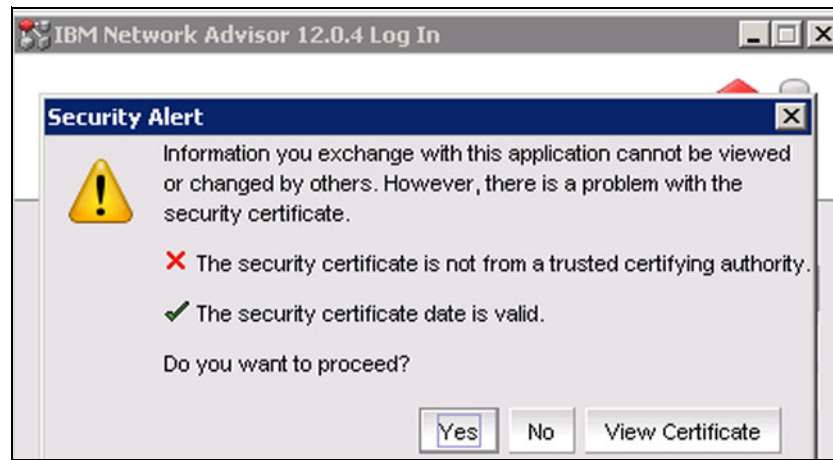 IBM Network Advisor 12.0.4 Log In
Security Alert
Information you exchange with this application cannot be viewed
or changed by others. However, there is a problem with the
security certificate.
The security certificate is not from a trusted certifying authority.
The security certificate date is valid.
Do you want to proceed?
Yes No View Certificate